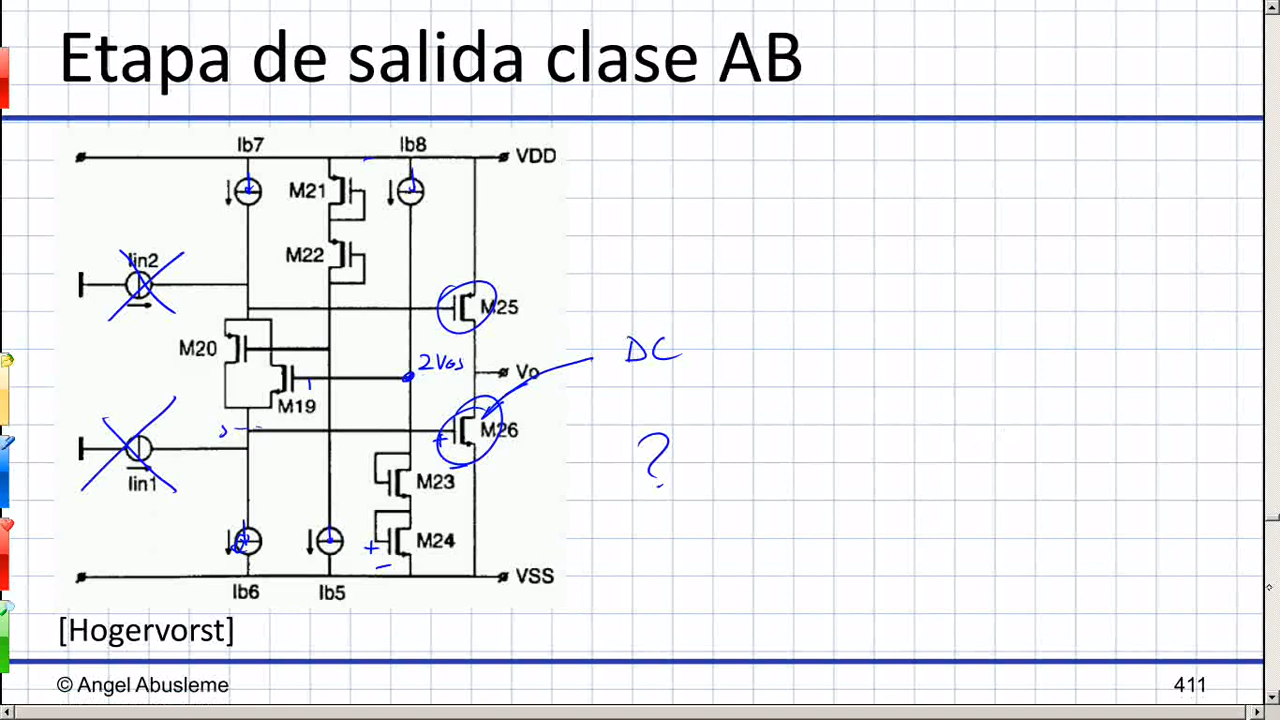 Etapa de salida clase AB
Ib7
Ib8
VDD
M21
M22
Iin2
M25
M20
2VGS
Vo
DC
M19
M26
?
Iin1
M23
M24
Ib6
Ib5
VSS
[Hogervorst]
© Angel Abusleme
411